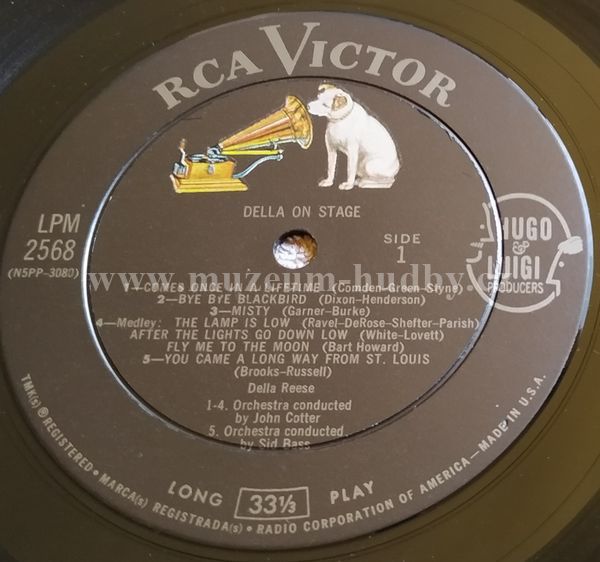 RCA VICTOR
DELLA ON STAGE
LPM
2568
(N5PP-3080)
SIDE
1
HUGO
&
LUIGI
PRODUCERS
www.muzeum-hudby.
COMES ONCE IN A LIFETIME (Comden-Green-Styne)
2—BYE BYE BLACKBIRD (Dixon-Henderson)
3—MISTY (Garner-Burke)
4—Medley: THE LAMP IS LOW (Ravel-DeRose-Shefter-Parish)
AFTER THE LIGHTS GO DOWN LOW (White-Lovett)
FLY ME TO THE MOON (Bart Howard)
5—YOU CAME A LONG WAY FROM ST. LOUIS
(Brooks-Russell)
Della Reese
1-4. Orchestra conducted
by John Cotter
5. Orchestra conducted
by Sid Bass
LONG 33⅓ PLAY
TMK(s) ® REGISTERED • MARCA(s) REGISTRADA(s) • RADIO CORPORATION OF AMERICA—MADE IN U.S.A.